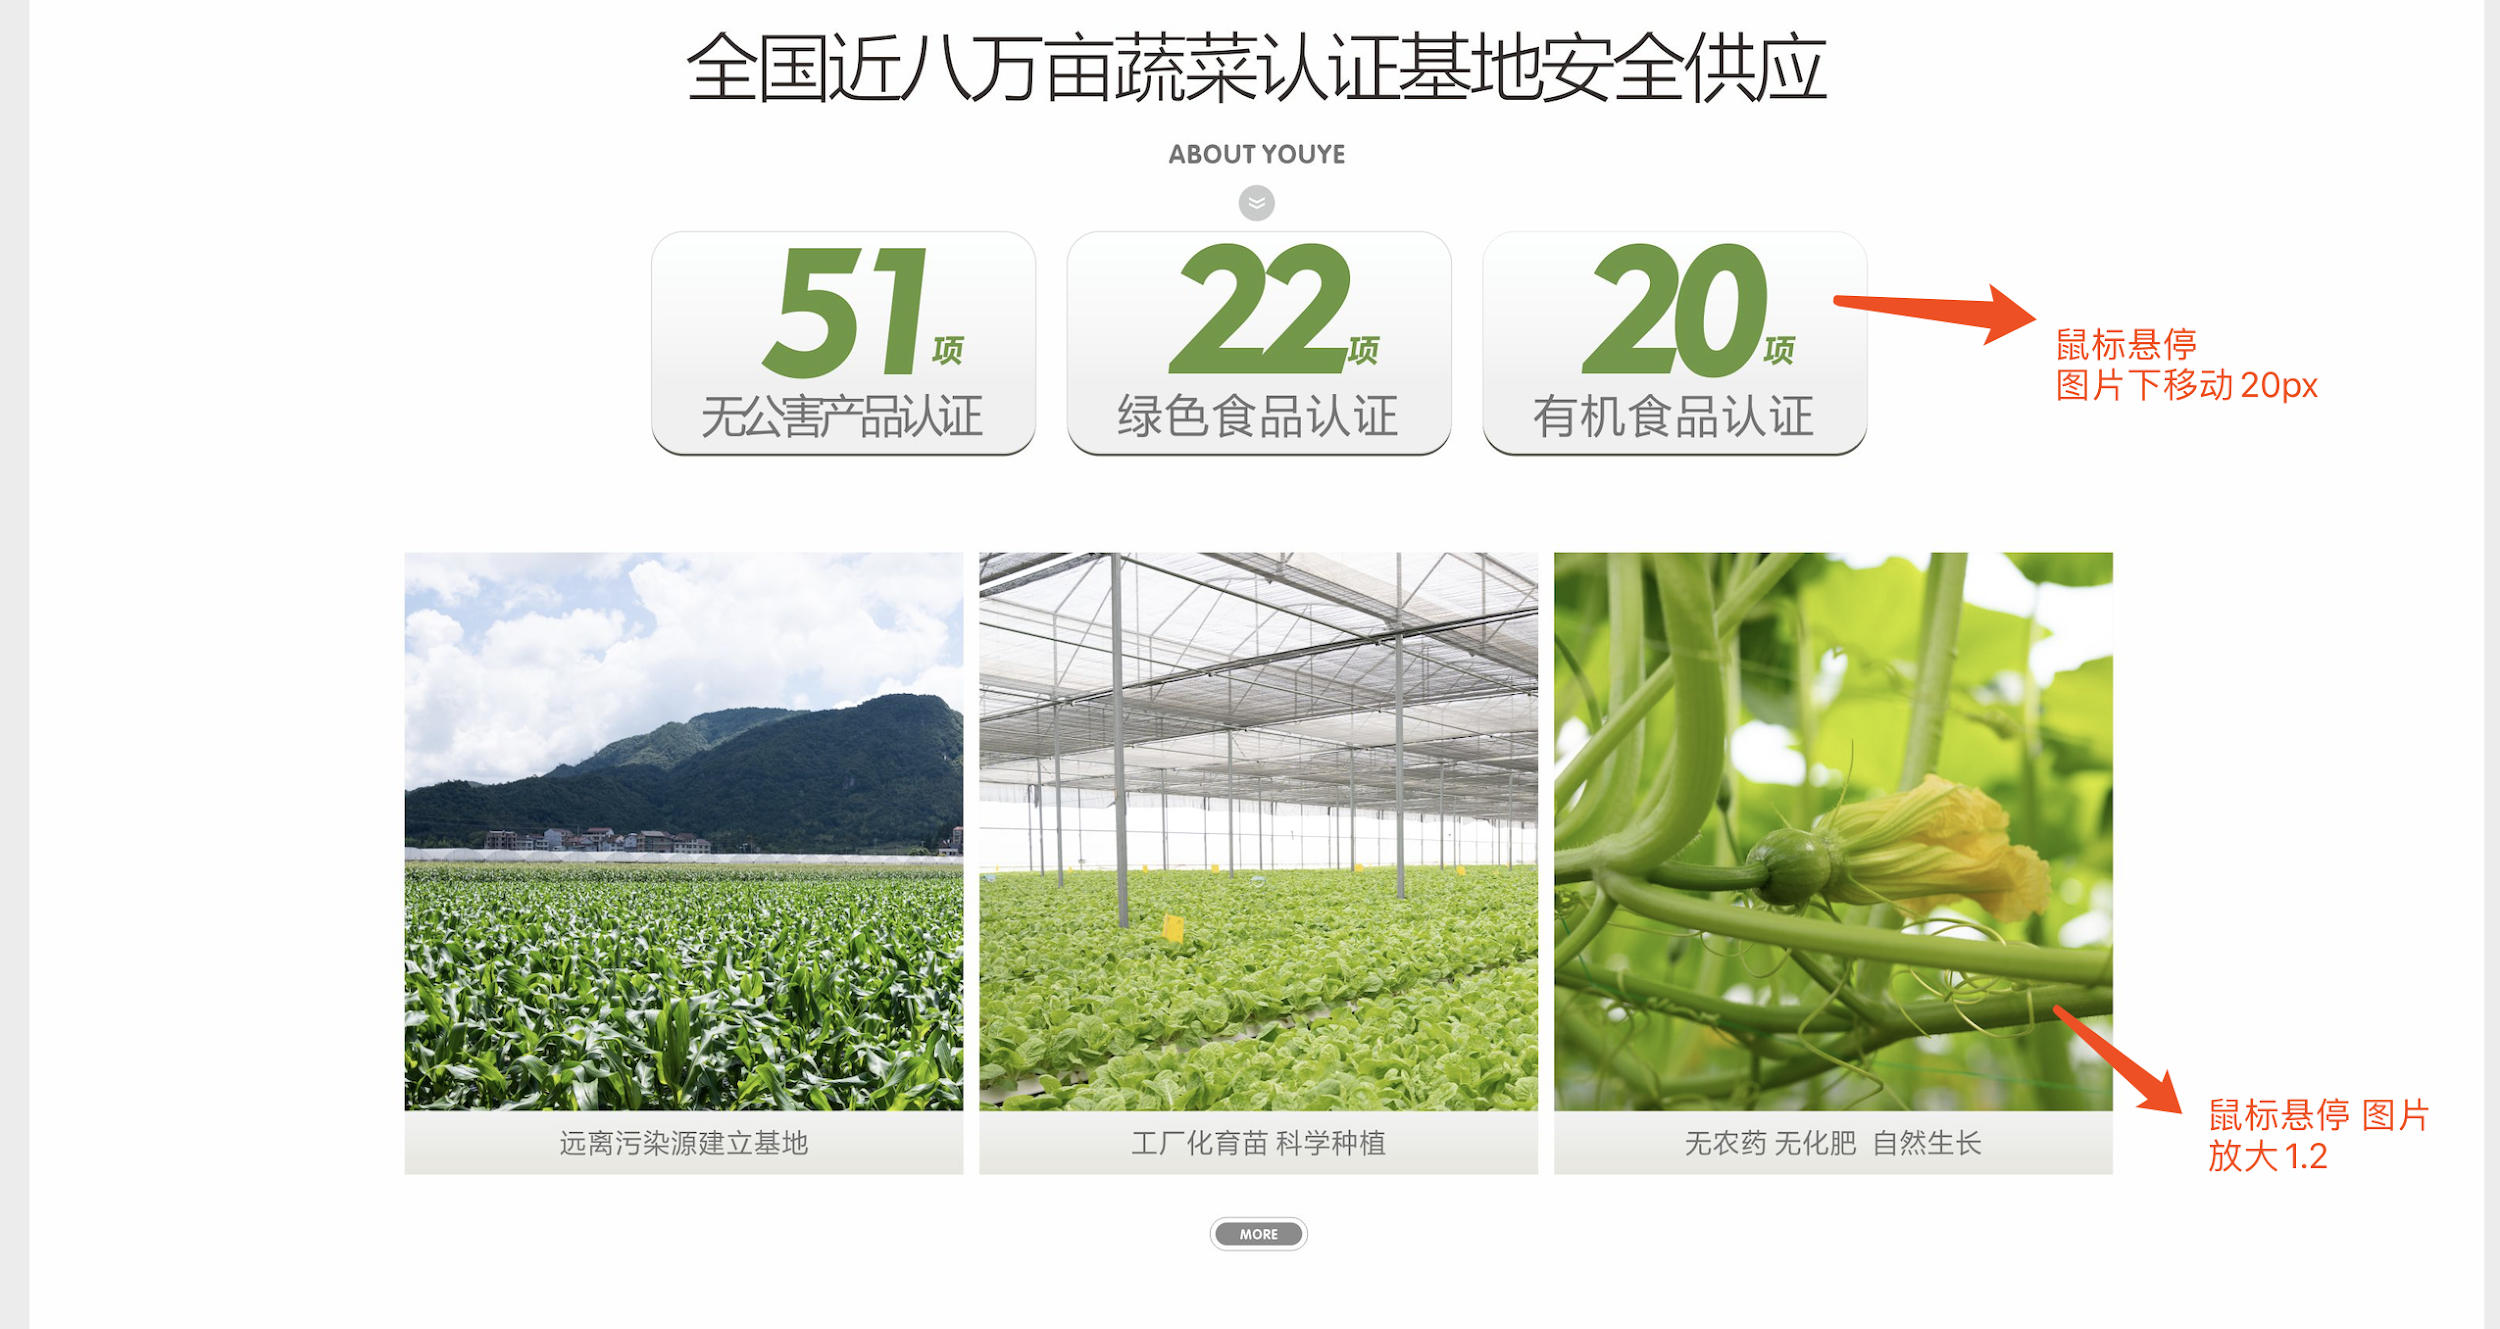 全国近八万亩蔬菜认证基地安全供应
ABOUT YOUYE
51项
无公害产品认证
22项
绿色食品认证
20项
有机食品认证
鼠标悬停
图片下移动20px
远离污染源建立基地
工厂化育苗 科学种植
无农药 无化肥 自然生长
鼠标悬停 图片
放大1.2
MORE